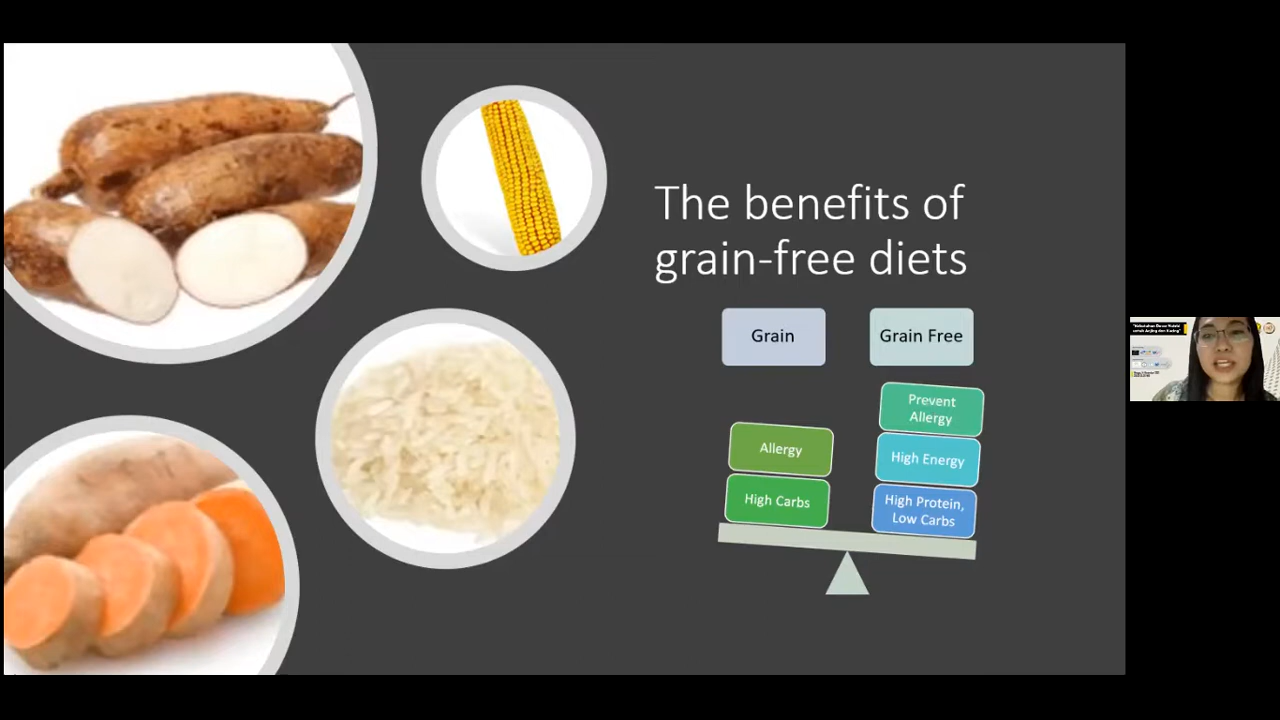 The benefits of
grain-free diets
Grain
Grain Free
Prevent
Allergy
Allergy
High Energy
High Carbs
High Protein,
Low Carbs